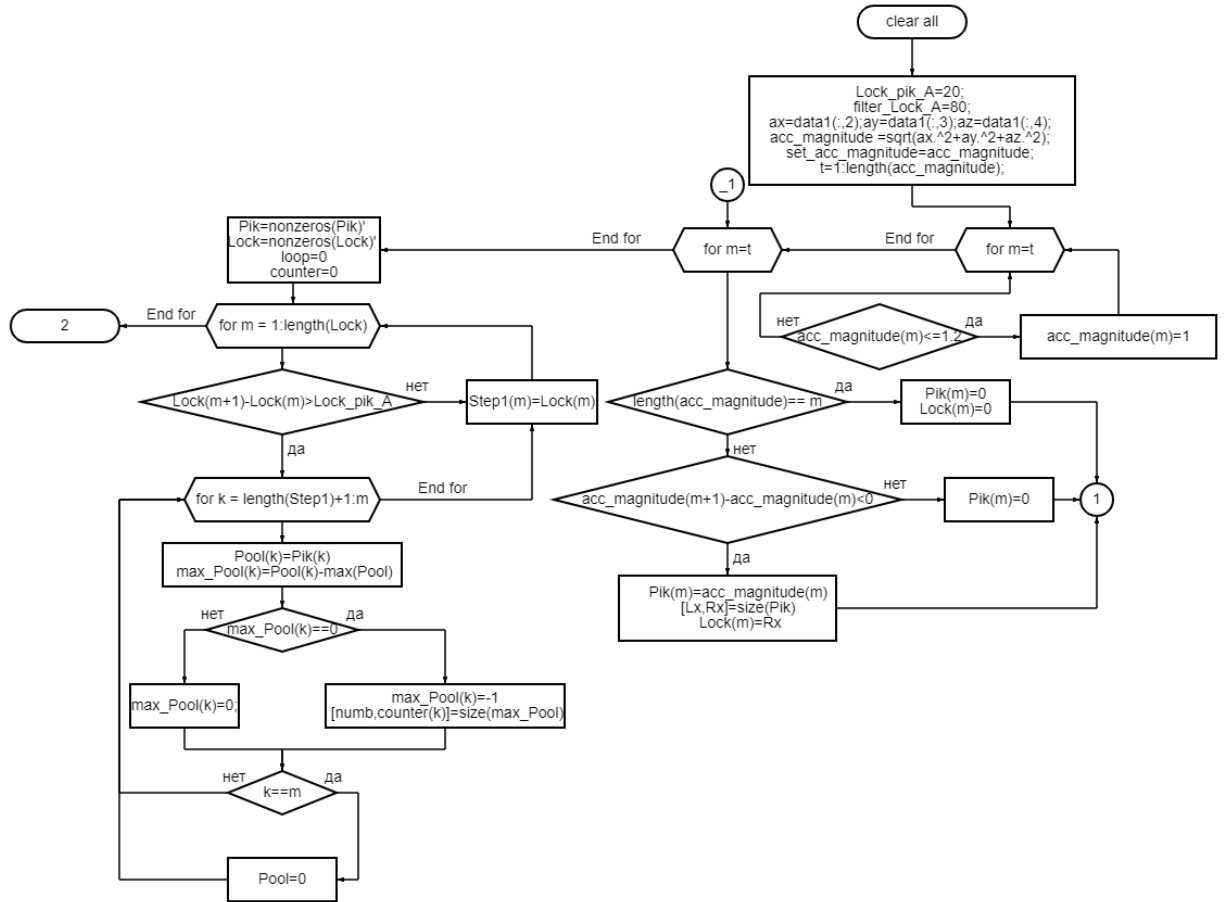 clear all
Lock_pik_A=20;
filter_Lock_A=80;
ax=data1(:,2);ay=data1(:,3);az=data1(:,4);
acc_magnitude =sqrt(ax.^2+ay.^2+az.^2);
set_acc_magnitude=acc_magnitude;
t=1:length(acc_magnitude);
_1
for m=t
End for
for m=t
End for
Pik=nonzeros(Pik)'
Lock=nonzeros(Lock)'
loop=0
counter=0
нет
acc_magnitude(m)<=1.2
да
acc_magnitude(m)=1
2
End for
for m = 1:length(Lock)
Lock(m+1)-Lock(m)>Lock_pik_A
нет
Step1(m)=Lock(m)
да
length(acc_magnitude)== m
да
Pik(m)=0
Lock(m)=0
нет
for k = length(Step1)+1:m
End for
acc_magnitude(m+1)-acc_magnitude(m)<0
нет
Pik(m)=0
1
да
Pool(k)=Pik(k)
max_Pool(k)=Pool(k)-max(Pool)
Pik(m)=acc_magnitude(m)
[Lx,Rx]=size(Pik)
Lock(m)=Rx
нет
max_Pool(k)==0
да
max_Pool(k)=0;
max_Pool(k)=-1
[numb,counter(k)]=size(max_Pool)
нет
k==m
да
Pool=0